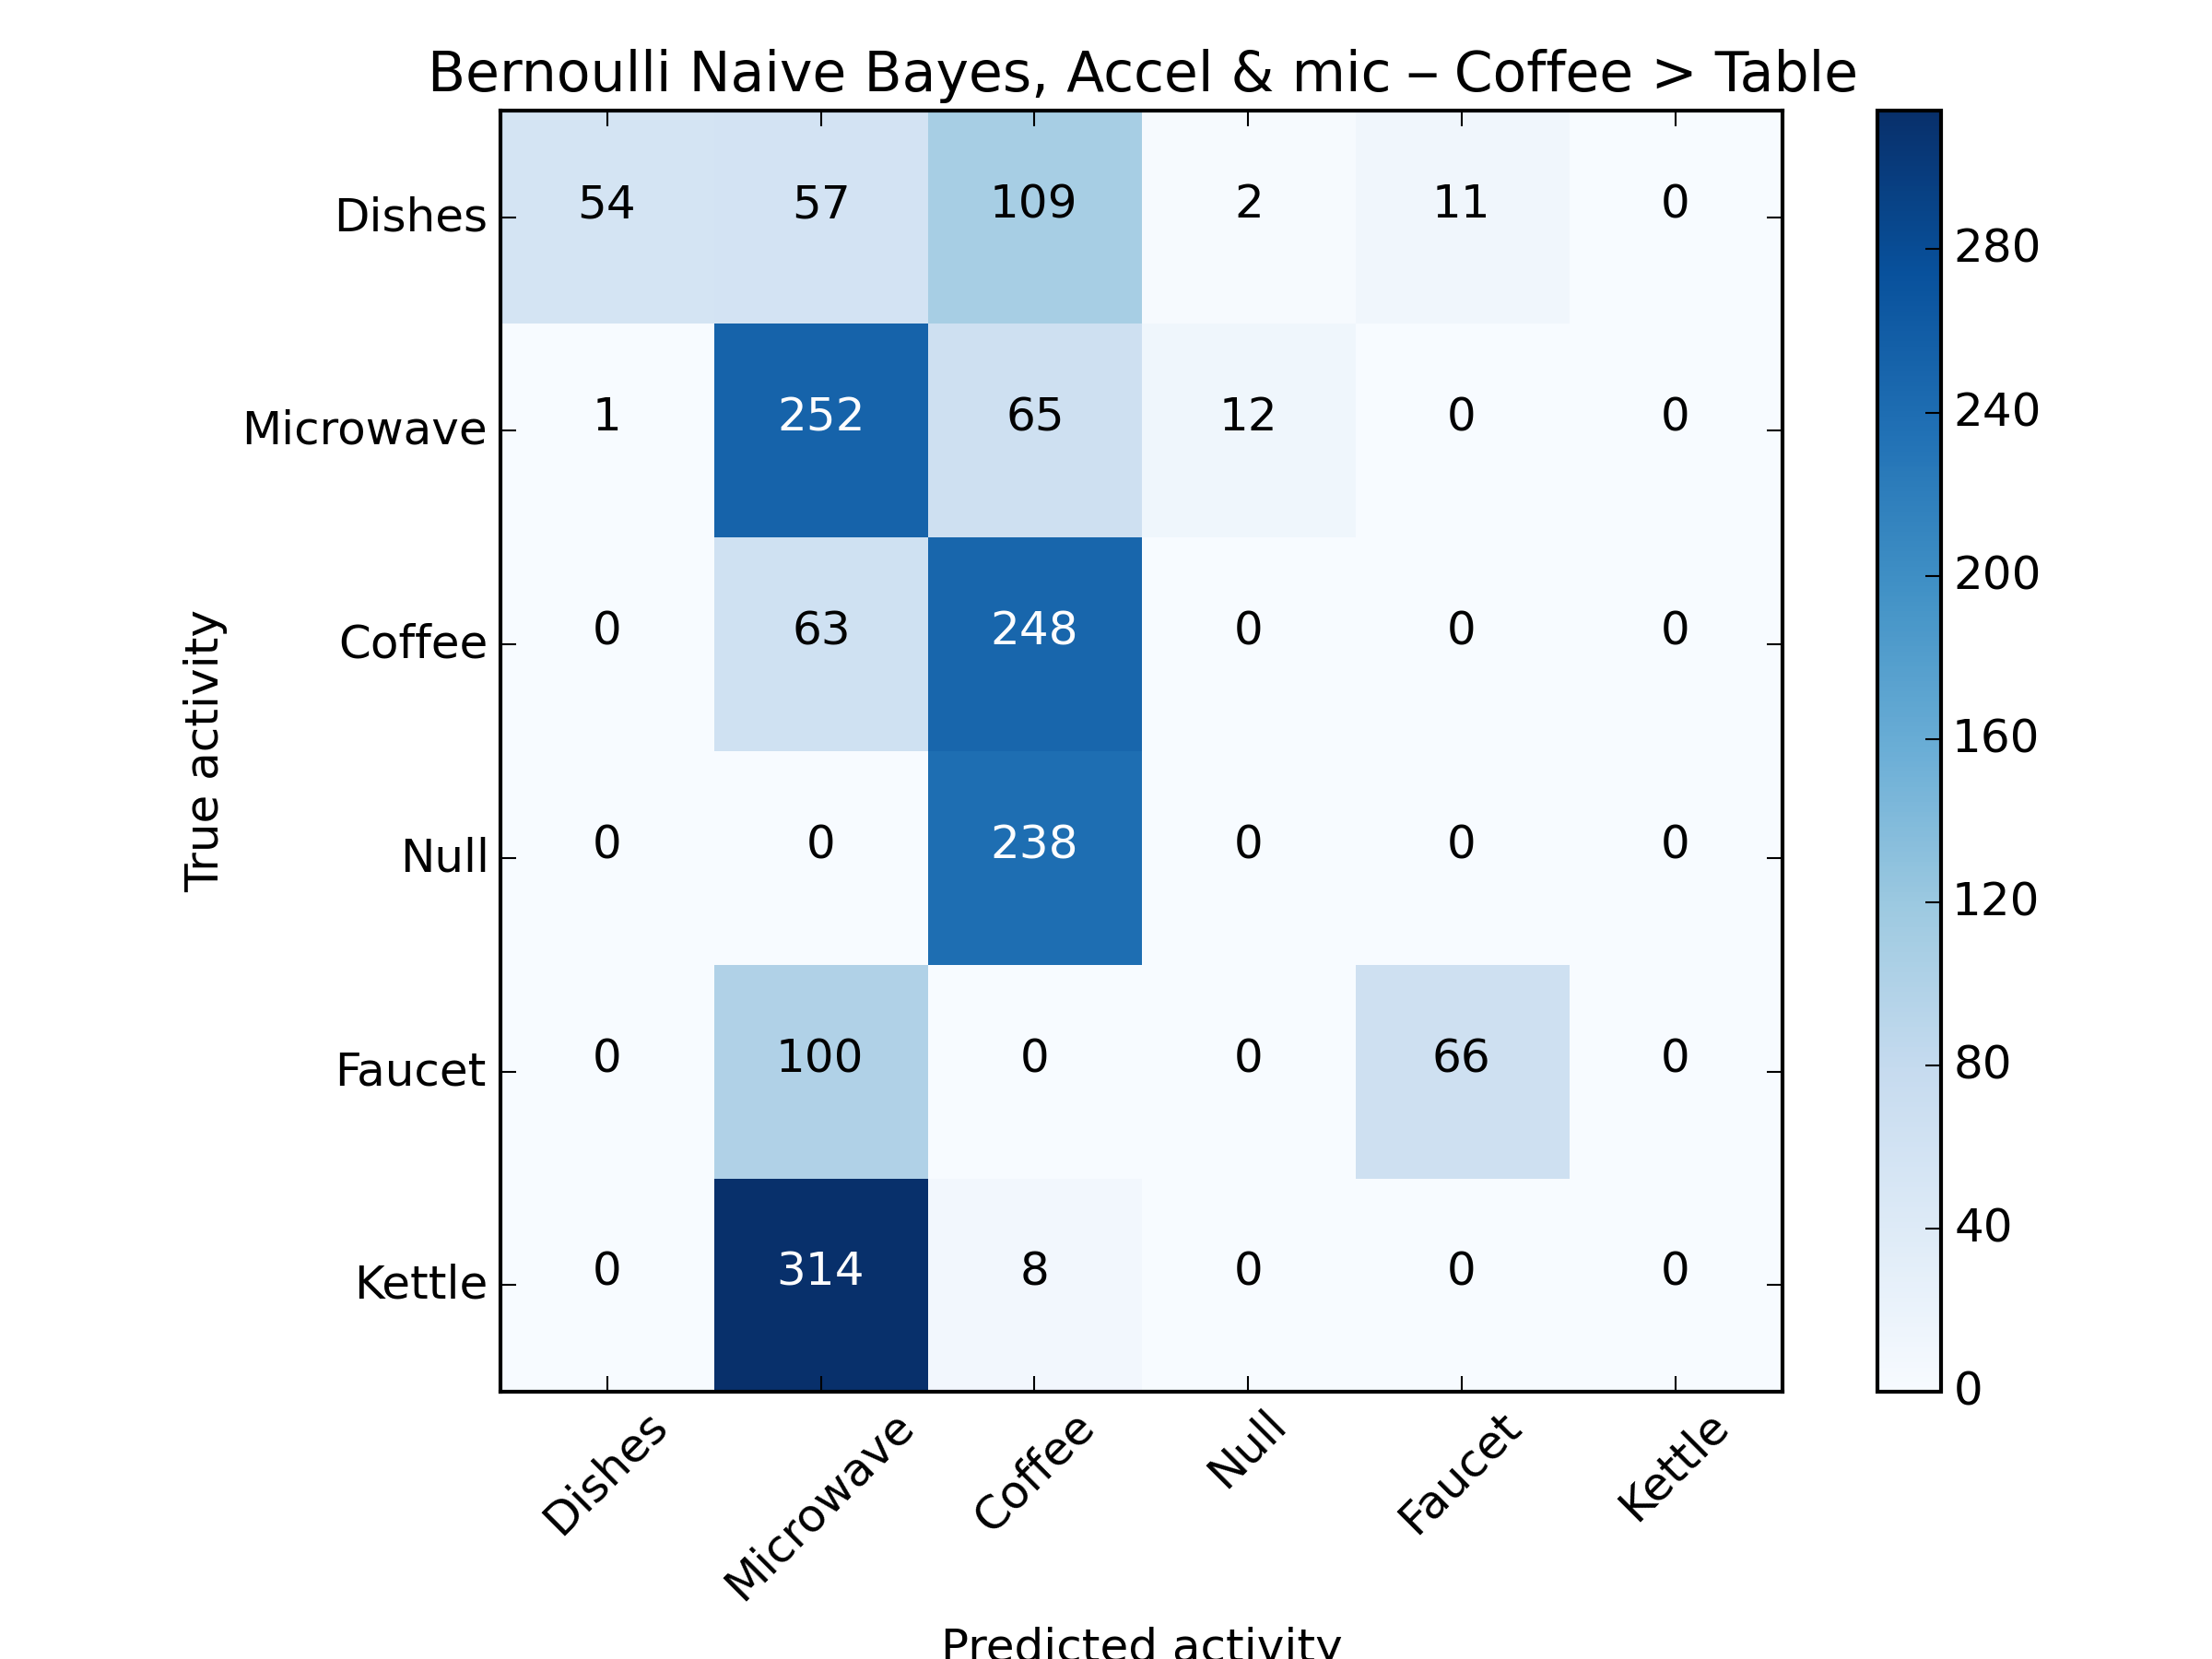 Bernoulli Naive Bayes, Accel & mic – Coffee > Table
Dishes 54 57 109 2 11 0
Microwave 1 252 65 12 0 0
Coffee 0 63 248 0 0 0
Null 0 0 238 0 0 0
Faucet 0 100 0 0 66 0
Kettle 0 314 8 0 0 0
True activity
Dishes Microwave Coffee Null Faucet Kettle
Predicted activity
280
240
200
160
120
80
40
0